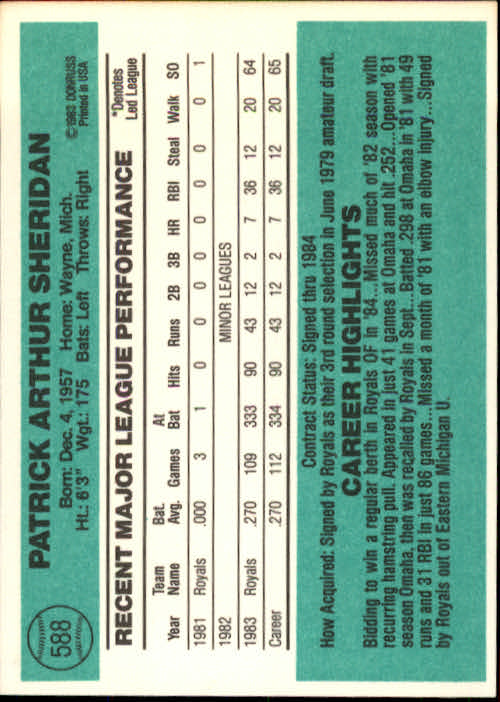 588
PATRICK ARTHUR SHERIDAN
Born: Dec. 4, 1957 Home: Wayne, Mich.
Ht.: 6'3" Wgt.: 175 Bats: Left Throws: Right
©1983 DONRUSS
Printed in USA
RECENT MAJOR LEAGUE PERFORMANCE
*Denotes
Led League
Year Team Name Bat. Avg. Games At Bat Hits Runs 2B 3B HR RBI Steal Walk SO
1981 Royals .000 3 1 0 0 0 0 0 0 0 0 1
1982 MINOR LEAGUES
1983 Royals .270 109 333 90 43 12 2 7 36 12 20 64
Career .270 112 334 90 43 12 2 7 36 12 20 65
Contract Status: Signed thru 1984
How Acquired: Signed by Royals as their 3rd round selection in June 1979 amateur draft.
CAREER HIGHLIGHTS
Bidding to win a regular berth in Royals OF in '84...Missed much of '82 season with
recurring hamstring pull. Appeared in just 41 games at Omaha and hit .252...Opened '81
season Omaha, then was recalled by Royals in Sept...Batted .298 at Omaha in '81 with 49
runs and 31 RBI in just 86 games...Missed a month of '81 with an elbow injury...Signed
by Royals out of Eastern Michigan U.